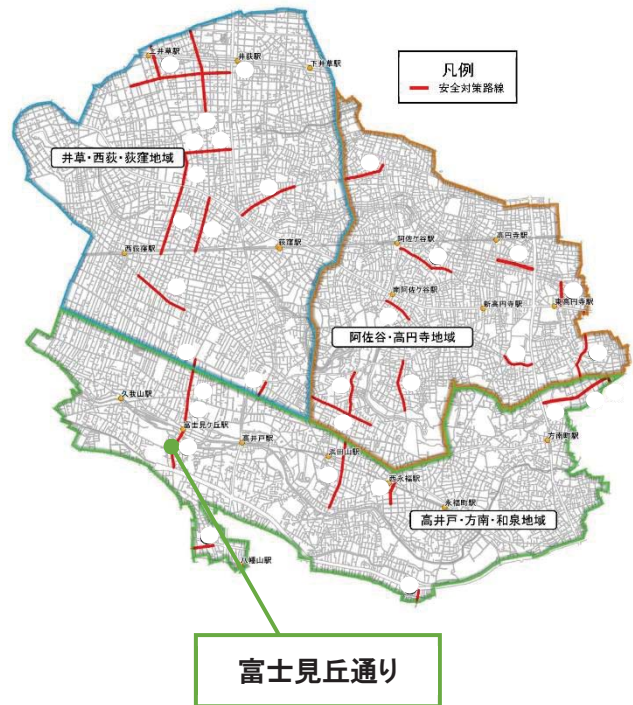 凡例
安全対策路線
上井草駅
井荻駅
下井草駅
井草・西荻・荻窪地域
西荻窪駅
荻窪駅
阿佐ケ谷駅
高円寺駅
南阿佐ケ谷駅
新高円寺駅
東高円寺駅
阿佐谷・高円寺地域
久我山駅
富士見ケ丘駅
高井戸駅
浜田山駅
西永福駅
永福町駅
方南町駅
高井戸・方南・和泉地域
八幡山駅
富士見丘通り